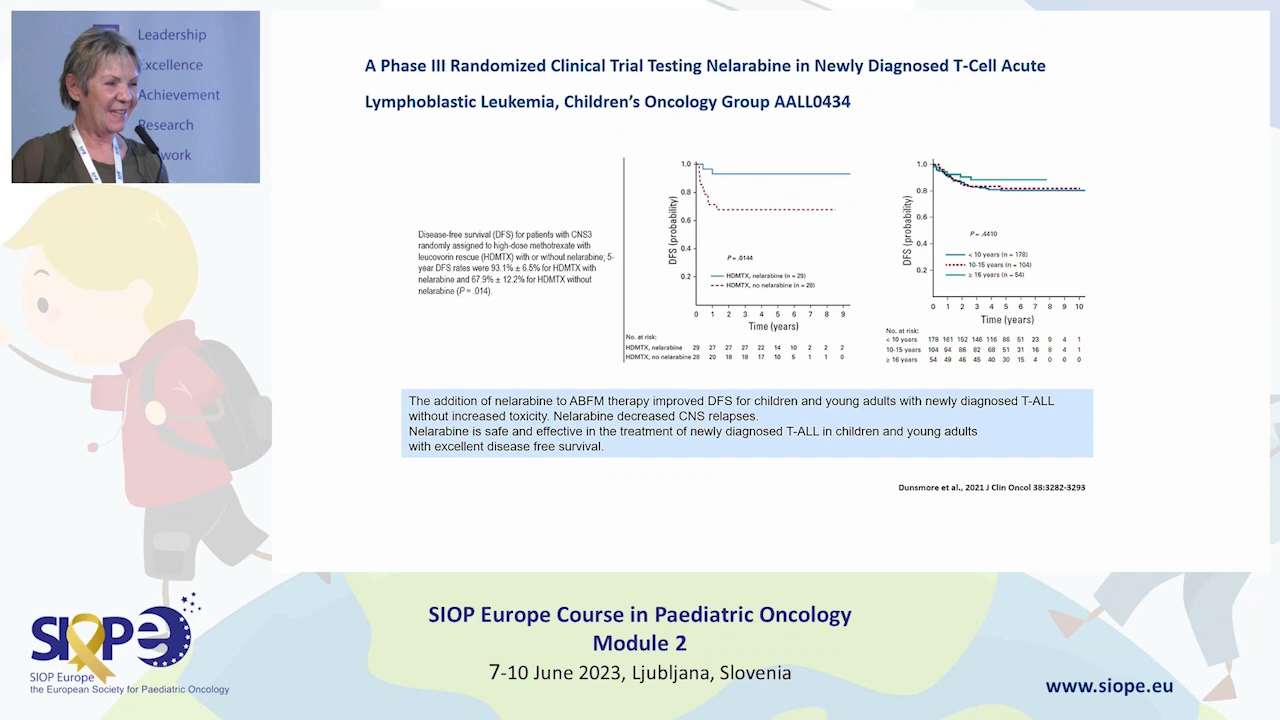 Leadership
Excellence
Achievement
Research
work
SIOP
A Phase III Randomized Clinical Trial Testing Nelarabine in Newly Diagnosed T-Cell Acute
Lymphoblastic Leukemia, Children's Oncology Group AALL0434
Disease-free survival (DFS) for patients with CNS3
randomly assigned to high-dose methotrexate with
leucovorin rescue (HDMTX) with or without nelarabine; 5-
year DFS rates were 93.1% ± 6.5% for HDMTX with
nelarabine and 67.9% ± 12.2% for HDMTX without
nelarabine (P = .014).
DFS (probability)
1.0
0.8
0.6
0.4
0.2
P = .0144
HDMTX, nelarabine (n = 29)
HDMTX, no nelarabine (n = 28)
0 1 2 3 4 5 6 7 8 9
Time (years)
No. at risk:
HDMTX, nelarabine 29 27 27 27 22 14 10 2 2 2
HDMTX, no nelarabine 28 20 18 18 17 10 5 1 1 0
DFS (probability)
1.0
0.8
0.6
0.4
0.2
P = .4410
< 10 years (n = 178)
10-15 years (n = 104)
≥ 16 years (n = 54)
0 1 2 3 4 5 6 7 8 9 10
Time (years)
No. at risk:
< 10 years 178 161 152 146 116 86 51 23 9 4 1
10-15 years 104 94 86 82 68 51 31 16 8 4 1
≥ 16 years 54 49 46 45 40 30 15 4 0 0 0
The addition of nelarabine to ABFM therapy improved DFS for children and young adults with newly diagnosed T-ALL
without increased toxicity. Nelarabine decreased CNS relapses.
Nelarabine is safe and effective in the treatment of newly diagnosed T-ALL in children and young adults
with excellent disease free survival.
Dunsmore et al., 2021 J Clin Oncol 38:3282-3293
SIOP e
SIOP Europe
the European Society for Paediatric Oncology
SIOP Europe Course in Paediatric Oncology
Module 2
7-10 June 2023, Ljubljana, Slovenia
www.siope.eu